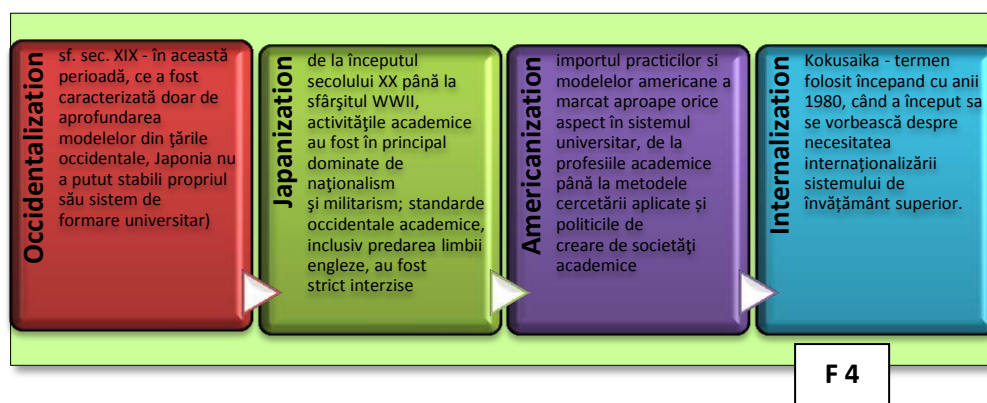 Occidentalization
sf. sec. XIX - în această
perioadă, ce a fost
caracterizată doar de
aprofundarea
modelelor din ţările
occidentale, Japonia nu
a putut stabili propriul
său sistem de
formare universitar)
Japanization
de la începutul
secolului XX până la
sfârşitul WWII,
activităţile academice
au fost în principal
dominate de
naţionalism
şi militarism; standarde
occidentale academice,
inclusiv predarea limbii
engleze, au fost
strict interzise
Americanization
importul practicilor si
modelelor americane a
marcat aproape orice
aspect în sistemul
universitar, de la
profesiile academice
până la metodele
cercetării aplicate și
politicile de
creare de societăţi
academice
Internalization
Kokusaika - termen
folosit începand cu anii
1980, când a început sa
se vorbească despre
necesitatea
internaționalizării
sistemului de
învățământ superior.
F 4